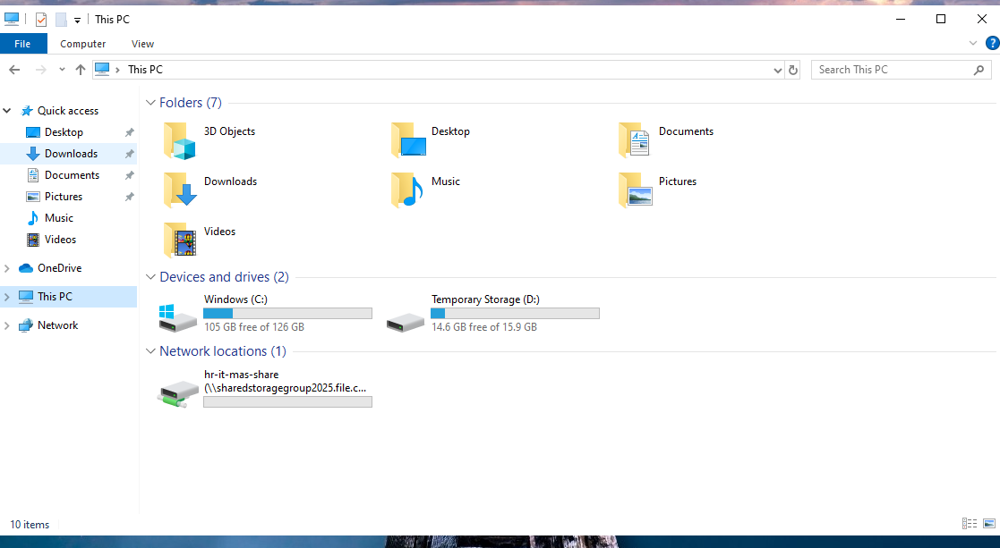 This PC
File Computer View
?
This PC
Search This PC
Quick access
Desktop
Downloads
Documents
Pictures
Music
Videos
OneDrive
This PC
Network
Folders (7)
3D Objects
Desktop
Documents
Downloads
Music
Pictures
Videos
Devices and drives (2)
Windows (C:)
105 GB free of 126 GB
Temporary Storage (D:)
14.6 GB free of 15.9 GB
Network locations (1)
hr-it-mas-share
(\\sharedstoragegroup2025.file.c...
10 items